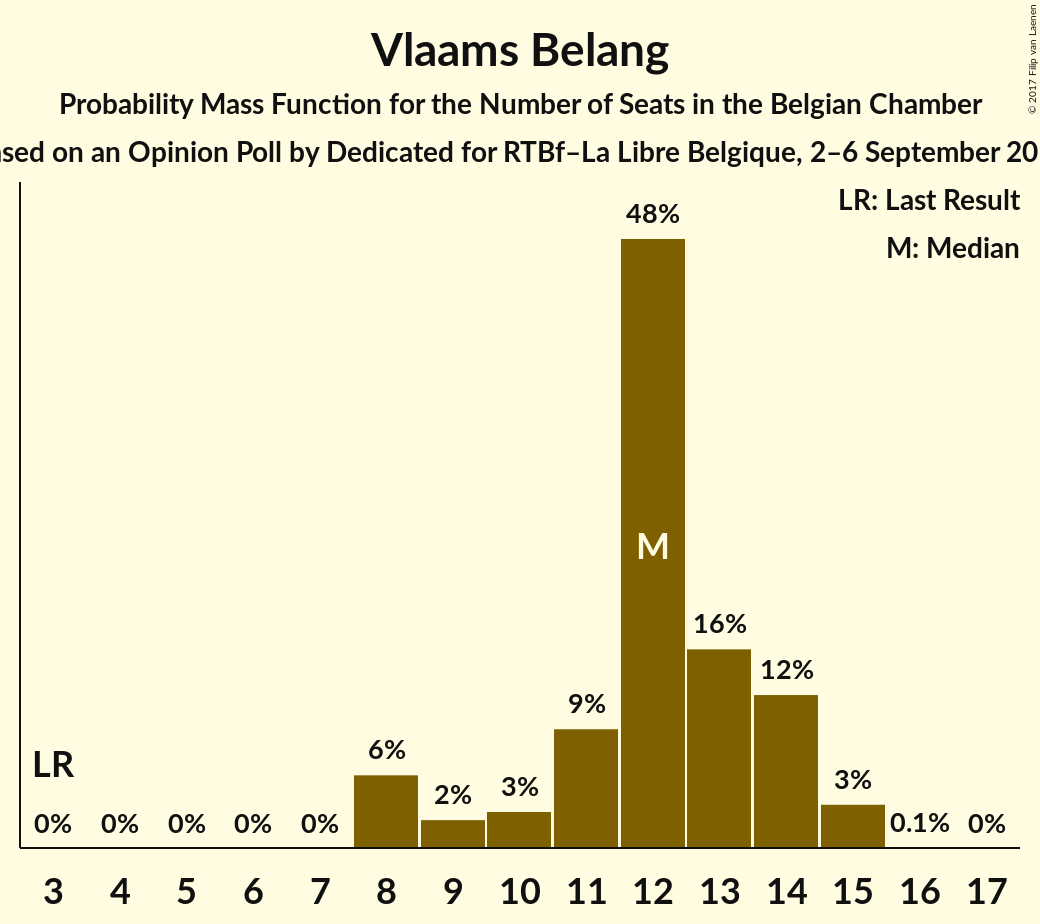 Vlaams Belang
Probability Mass Function for the Number of Seats in the Belgian Chamber
on an Opinion Poll by Dedicated for RTBf–La Libre Belgique, 2–6 September
© 2017 Filip van Laenen
LR: Last Result
M: Median
48%
M
16%
12%
9%
6%
LR
3%
3%
2%
0% 0% 0% 0% 0% 0.1% 0%
3 4 5 6 7 8 9 10 11 12 13 14 15 16 17